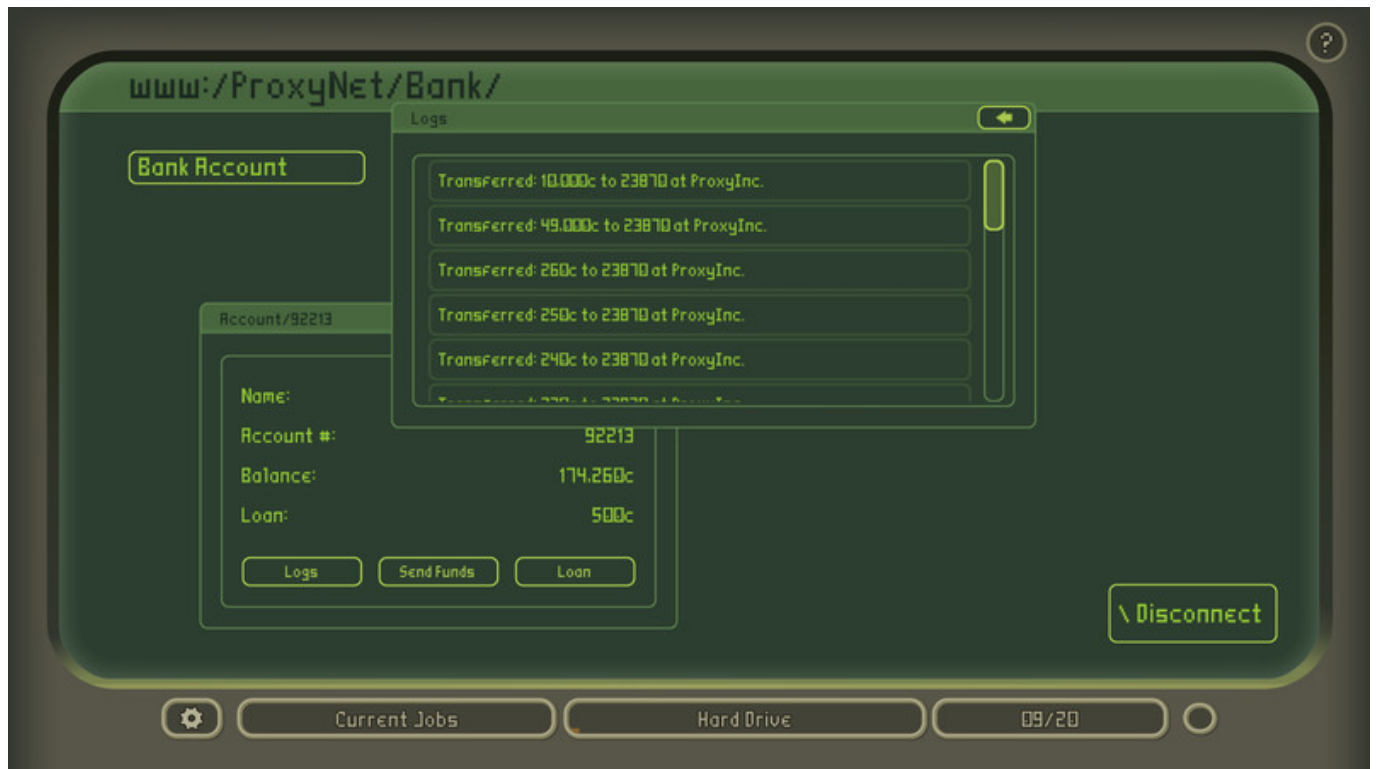 ?
www:/ProxyNet/Bank/
Logs
Bank Account
Transferred: 10.000c to 23870 at ProxyInc.
Transferred: 49.000c to 23870 at ProxyInc.
Transferred: 260c to 23870 at ProxyInc.
Transferred: 250c to 23870 at ProxyInc.
Transferred: 240c to 23870 at ProxyInc.
Account/92213
Name:
Account #: 92213
Balance: 174.260c
Loan: 500c
Logs Send Funds Loan
\ Disconnect
Current Jobs Hard Drive 09/20